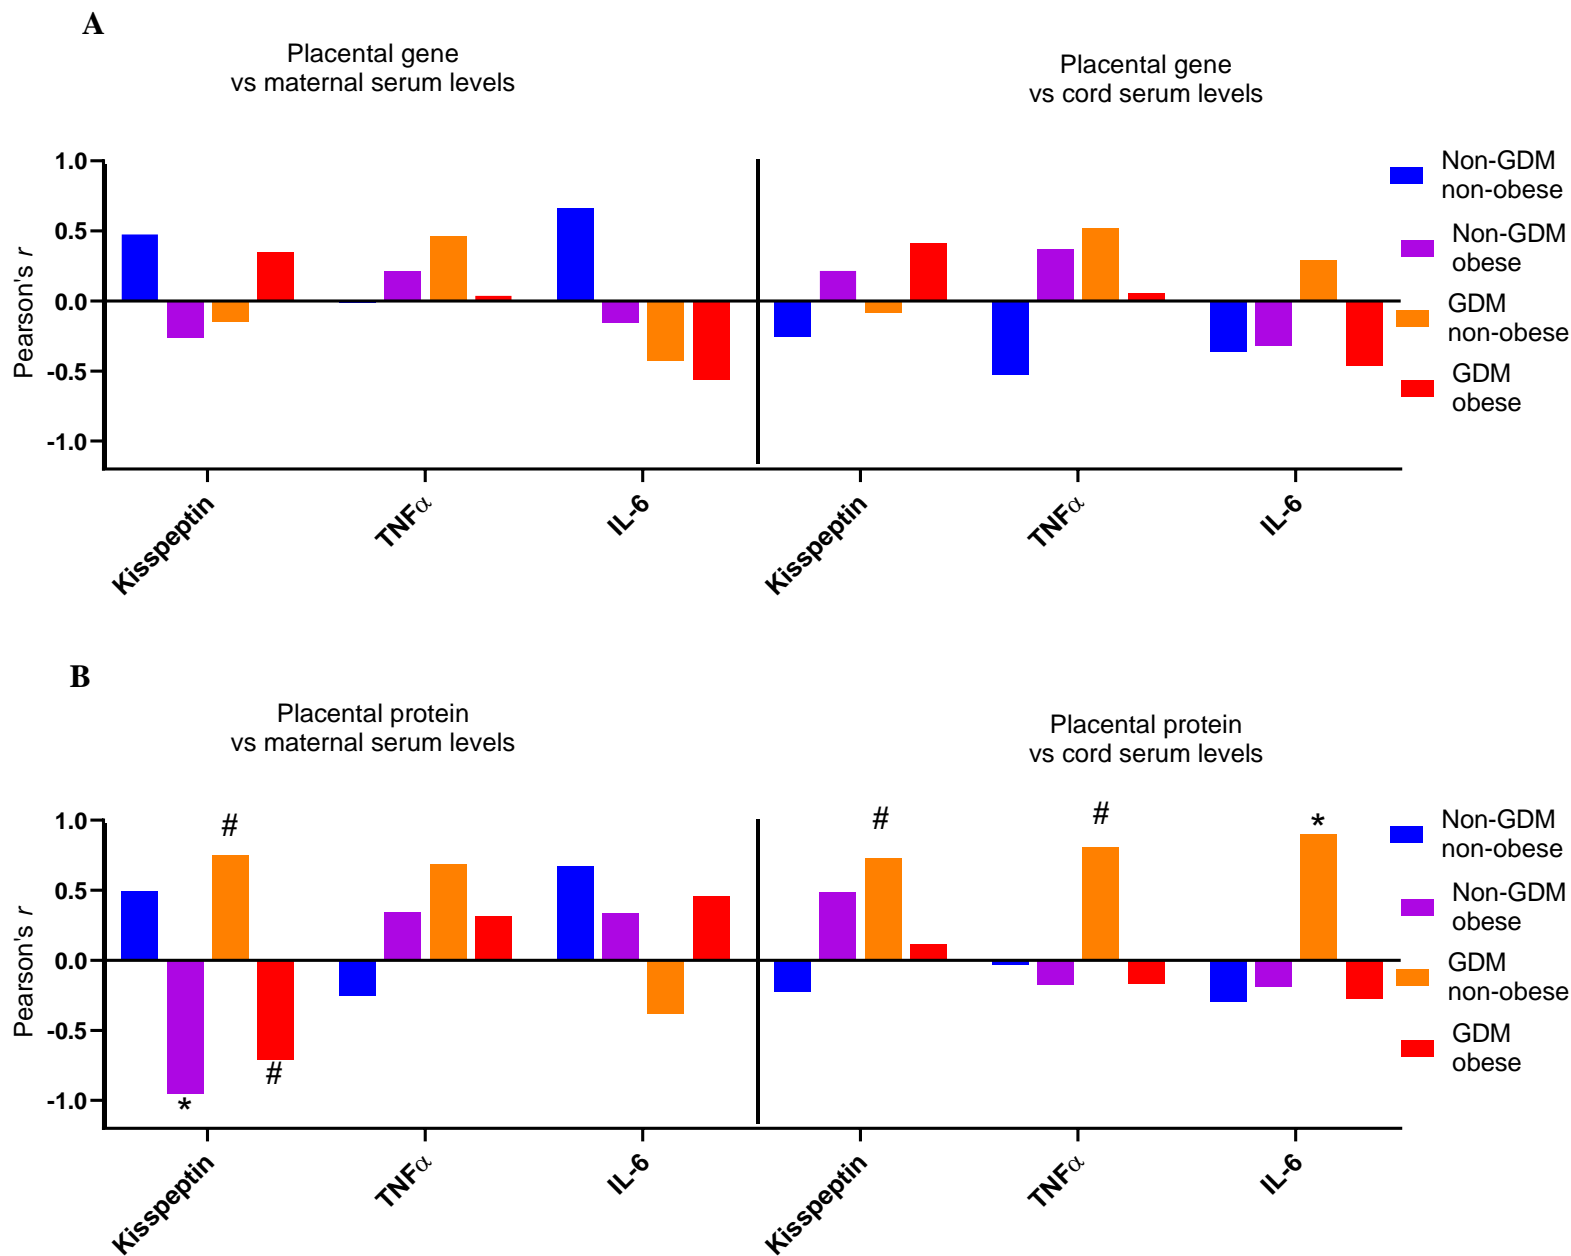 A
Placental gene
vs maternal serum levels
Placental gene
vs cord serum levels
Pearson's r
1.0
0.5
0.0
-0.5
-1.0
Kisspeptin
TNFα
IL-6
Kisspeptin
TNFα
IL-6
Non-GDM
non-obese
Non-GDM
obese
GDM
non-obese
GDM
obese
B
Placental protein
vs maternal serum levels
Placental protein
vs cord serum levels
Pearson's r
1.0
0.5
0.0
-0.5
-1.0
#
*
#
#
#
*
Kisspeptin
TNFα
IL-6
Kisspeptin
TNFα
IL-6
Non-GDM
non-obese
Non-GDM
obese
GDM
non-obese
GDM
obese